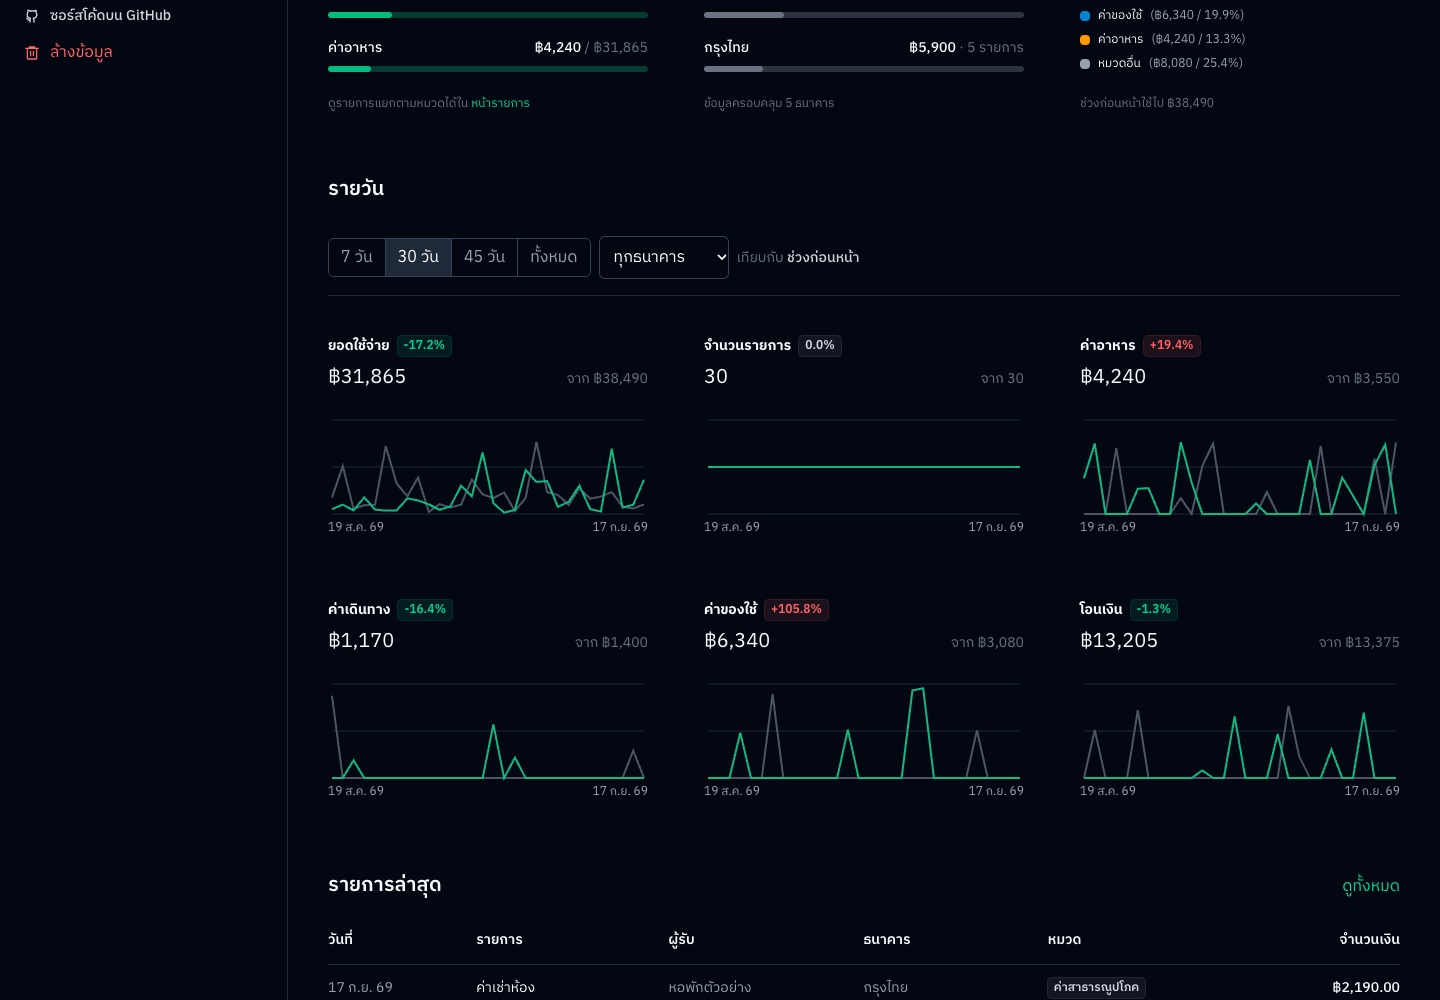 ซอร์สโค้ดบน GitHub
ล้างข้อมูล
ค่าอาหาร ฿4,240 / ฿31,865
ดูรายการแยกตามหมวดได้ใน หน้ารายการ
กรุงไทย ฿5,900 · 5 รายการ
ข้อมูลครอบคลุม 5 ธนาคาร
ค่าของใช้ (฿6,340 / 19.9%)
ค่าอาหาร (฿4,240 / 13.3%)
หมวดอื่น (฿8,080 / 25.4%)
ช่วงก่อนหน้าใช้ไป ฿38,490
รายวัน
7 วัน 30 วัน 45 วัน ทั้งหมด ทุกธนาคาร เทียบกับ ช่วงก่อนหน้า
ยอดใช้จ่าย -17.2%
฿31,865 จาก ฿38,490
19 ส.ค. 69 17 ก.ย. 69
จำนวนรายการ 0.0%
30 จาก 30
19 ส.ค. 69 17 ก.ย. 69
ค่าอาหาร +19.4%
฿4,240 จาก ฿3,550
19 ส.ค. 69 17 ก.ย. 69
ค่าเดินทาง -16.4%
฿1,170 จาก ฿1,400
19 ส.ค. 69 17 ก.ย. 69
ค่าของใช้ +105.8%
฿6,340 จาก ฿3,080
19 ส.ค. 69 17 ก.ย. 69
โอนเงิน -1.3%
฿13,205 จาก ฿13,375
19 ส.ค. 69 17 ก.ย. 69
รายการล่าสุด ดูทั้งหมด
วันที่ รายการ ผู้รับ ธนาคาร หมวด จำนวนเงิน
17 ก.ย. 69 ค่าเช่าห้อง หอพักตัวอย่าง กรุงไทย ค่าสาธารณูปโภค ฿2,190.00